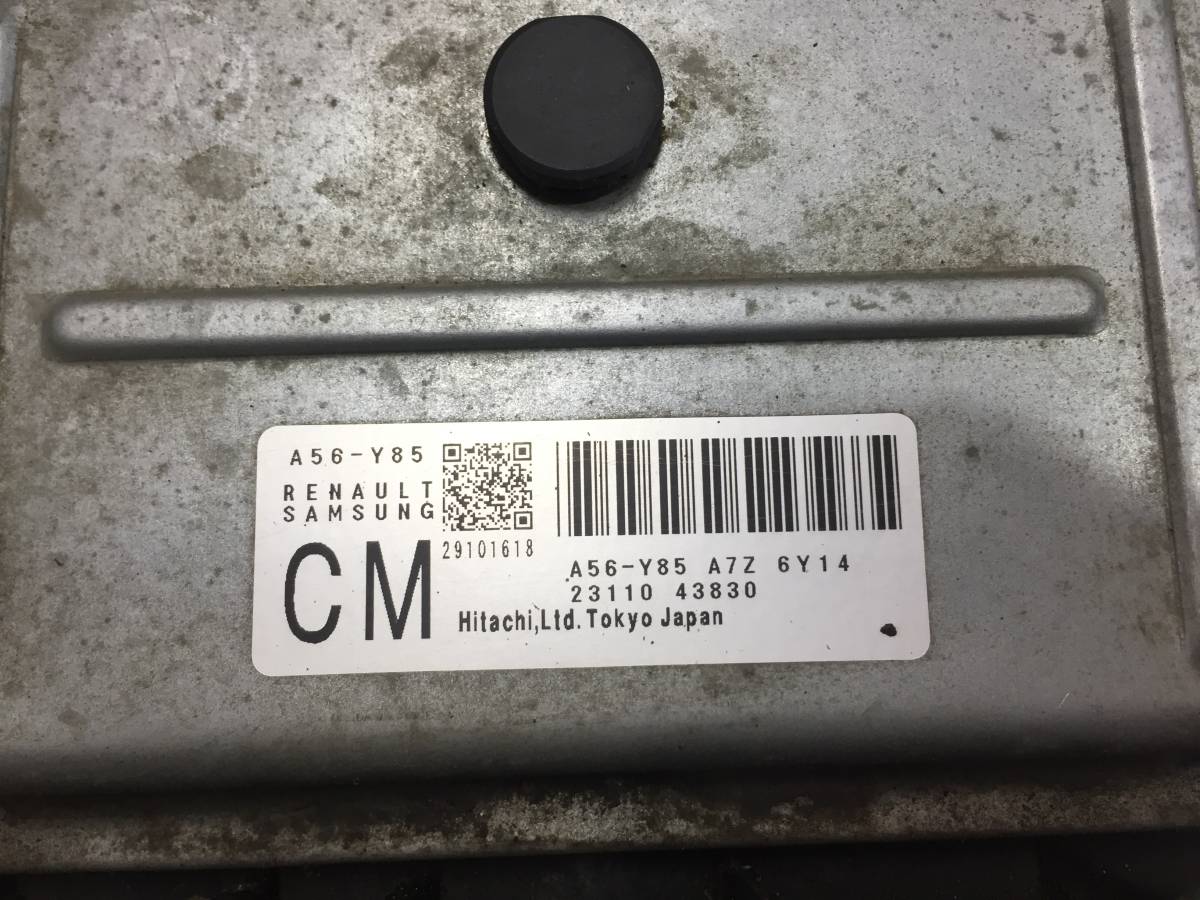 A56-Y85
RENAULT
SAMSUNG
CM
29101618
A56-Y85 A7Z 6Y14
23110 43830
Hitachi,Ltd.Tokyo Japan